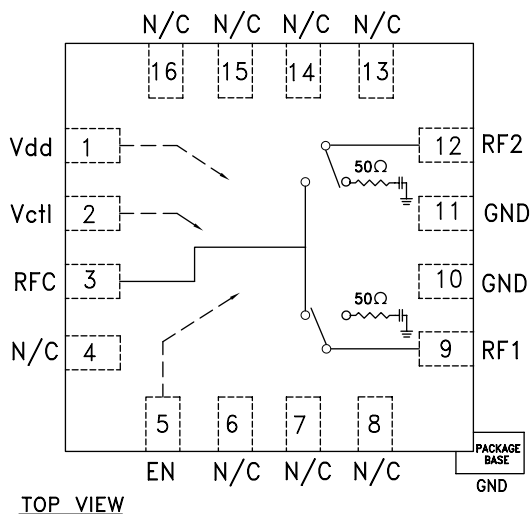 N/C N/C N/C N/C
16 15 14 13
Vdd 1 12 RF2
50Ω
Vctl 2 11 GND
RFC 3 10 GND
50Ω
N/C 4 9 RF1
5 6 7 8
EN N/C N/C N/C
PACKAGE
BASE
GND
TOP VIEW